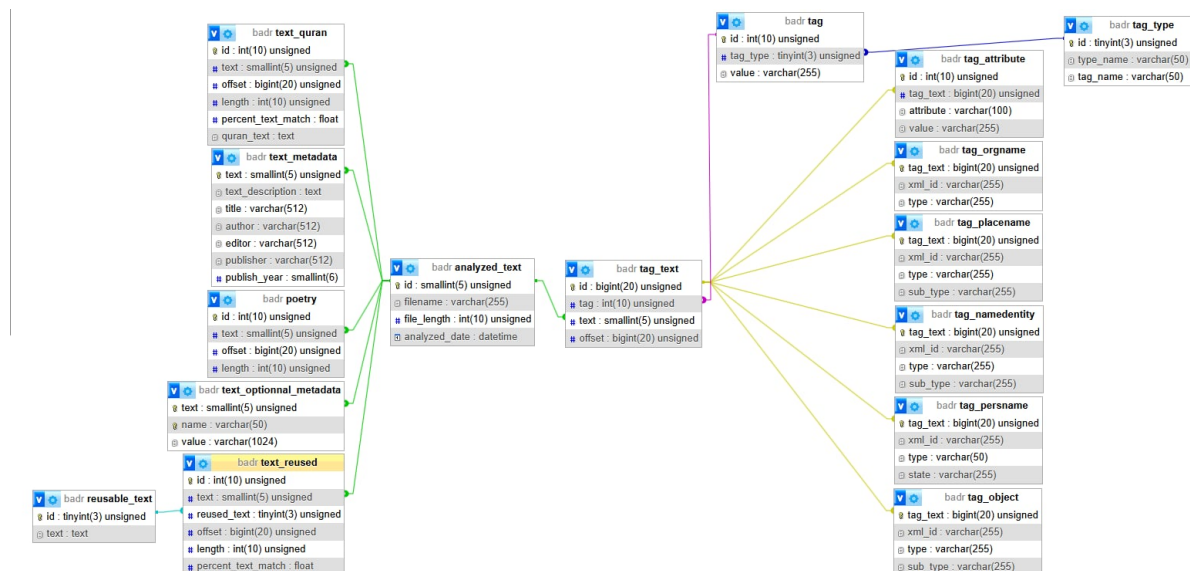 badr text_quran
id : int(10) unsigned
text : smallint(5) unsigned
offset : bigint(20) unsigned
length : int(10) unsigned
percent_text_match : float
quran_text : text
badr text_metadata
text : smallint(5) unsigned
text_description : text
title : varchar(512)
author : varchar(512)
editor : varchar(512)
publisher : varchar(512)
publish_year : smallint(6)
badr poetry
id : int(10) unsigned
text : smallint(5) unsigned
offset : bigint(20) unsigned
length : int(10) unsigned
badr text_optionnal_metadata
text : smallint(5) unsigned
name : varchar(50)
value : varchar(1024)
badr text_reused
id : int(10) unsigned
text : smallint(5) unsigned
reused_text : tinyint(3) unsigned
offset : bigint(20) unsigned
length : int(10) unsigned
percent_text_match : float
badr reusable_text
id : tinyint(3) unsigned
text : text
badr analyzed_text
id : smallint(5) unsigned
filename : varchar(255)
file_length : int(10) unsigned
analyzed_date : datetime
badr tag_text
id : bigint(20) unsigned
tag : int(10) unsigned
text : smallint(5) unsigned
offset : bigint(20) unsigned
badr tag
id : int(10) unsigned
tag_type : tinyint(3) unsigned
value : varchar(255)
badr tag_type
id : tinyint(3) unsigned
type_name : varchar(50)
tag_name : varchar(50)
badr tag_attribute
id : int(10) unsigned
tag_text : bigint(20) unsigned
attribute : varchar(100)
value : varchar(255)
badr tag_orgname
tag_text : bigint(20) unsigned
xml_id : varchar(255)
type : varchar(255)
badr tag_placename
tag_text : bigint(20) unsigned
xml_id : varchar(255)
type : varchar(255)
sub_type : varchar(255)
badr tag_namedentity
tag_text : bigint(20) unsigned
xml_id : varchar(255)
type : varchar(255)
sub_type : varchar(255)
badr tag_persname
tag_text : bigint(20) unsigned
xml_id : varchar(255)
type : varchar(50)
state : varchar(255)
badr tag_object
tag_text : bigint(20) unsigned
xml_id : varchar(255)
type : varchar(255)
sub_type : varchar(255)